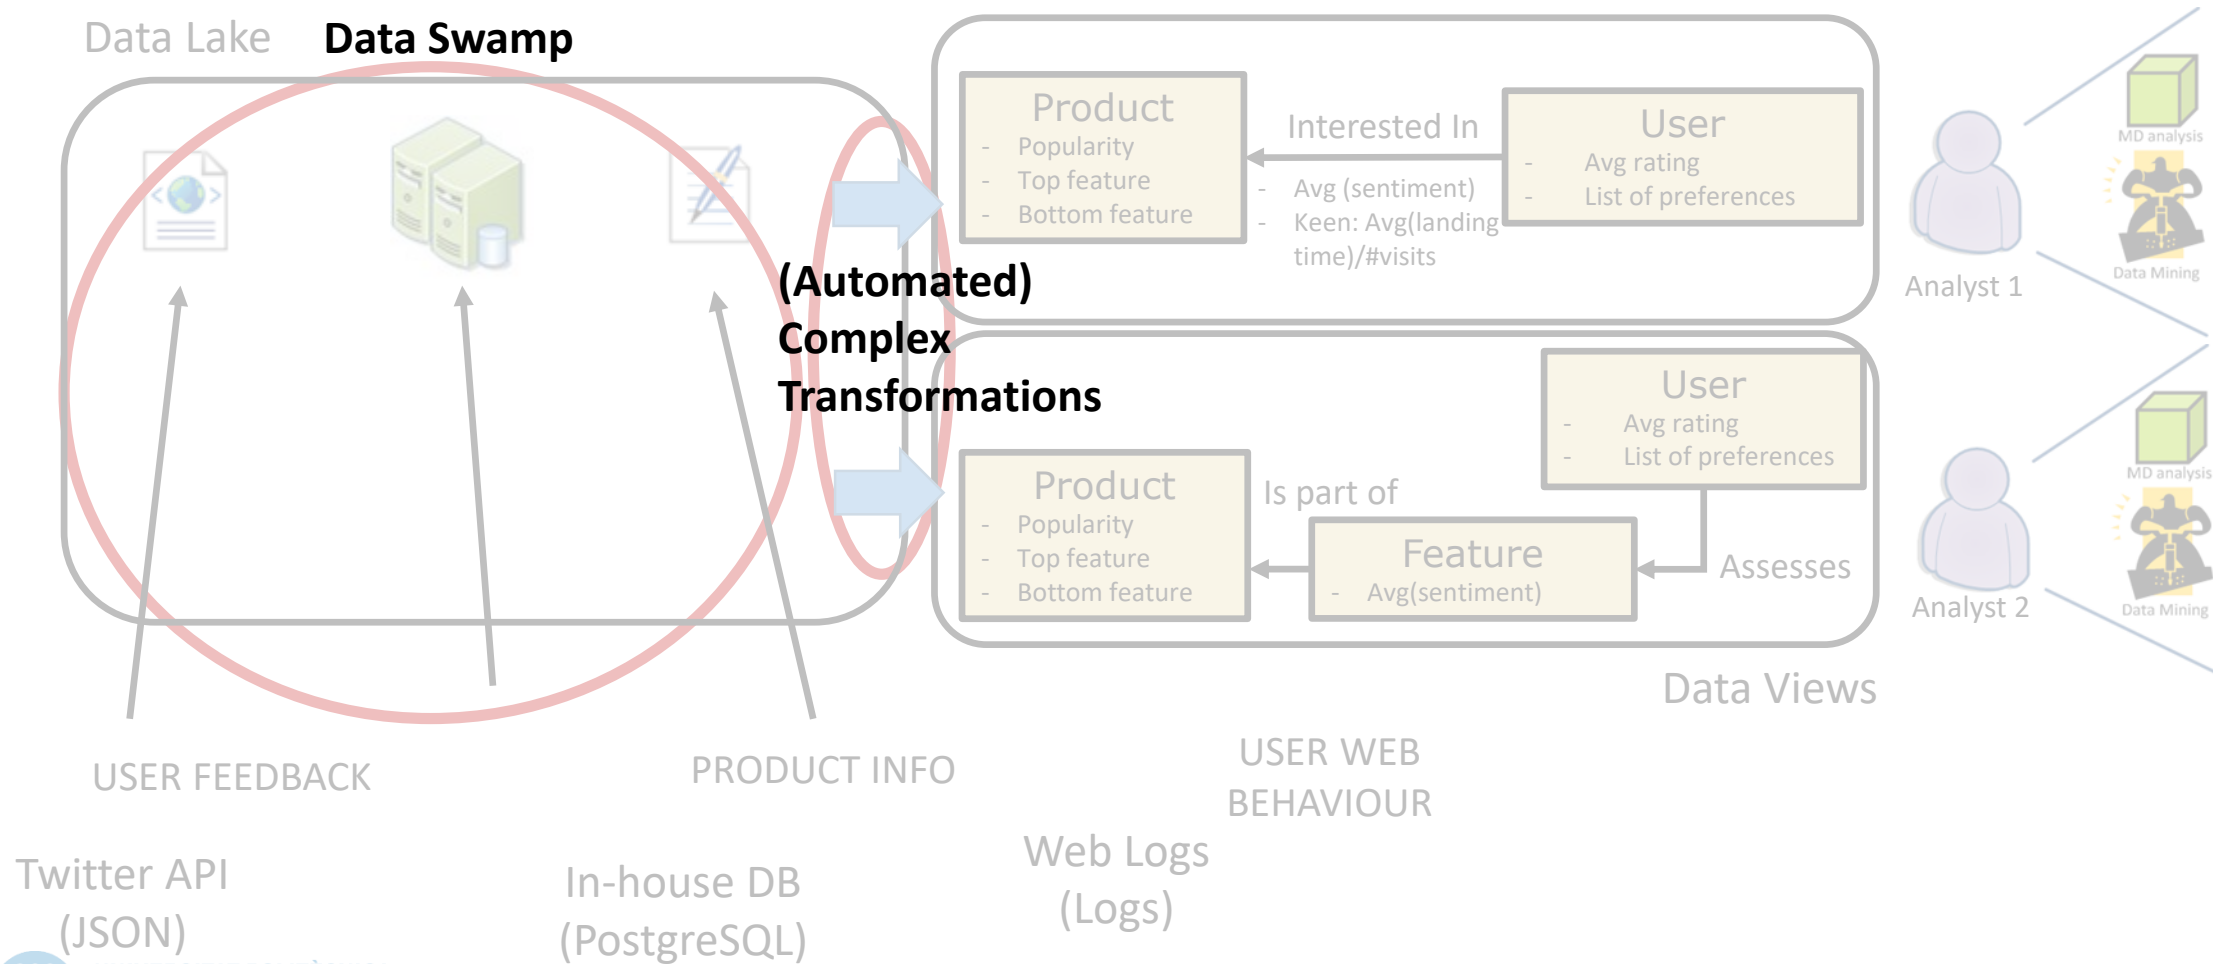 Data Lake
Data Swamp
Product
- Popularity
- Top feature
- Bottom feature
Interested In
- Avg (sentiment)
- Keen: Avg(landing
time)/#visits
User
- Avg rating
- List of preferences
Analyst 1
MD analysis
Data Mining
(Automated)
Complex
Transformations
Product
- Popularity
- Top feature
- Bottom feature
Is part of
Feature
- Avg(sentiment)
User
- Avg rating
- List of preferences
Assesses
Analyst 2
MD analysis
Data Mining
Data Views
USER FEEDBACK
PRODUCT INFO
USER WEB
BEHAVIOUR
Twitter API
(JSON)
In-house DB
(PostgreSQL)
Web Logs
(Logs)